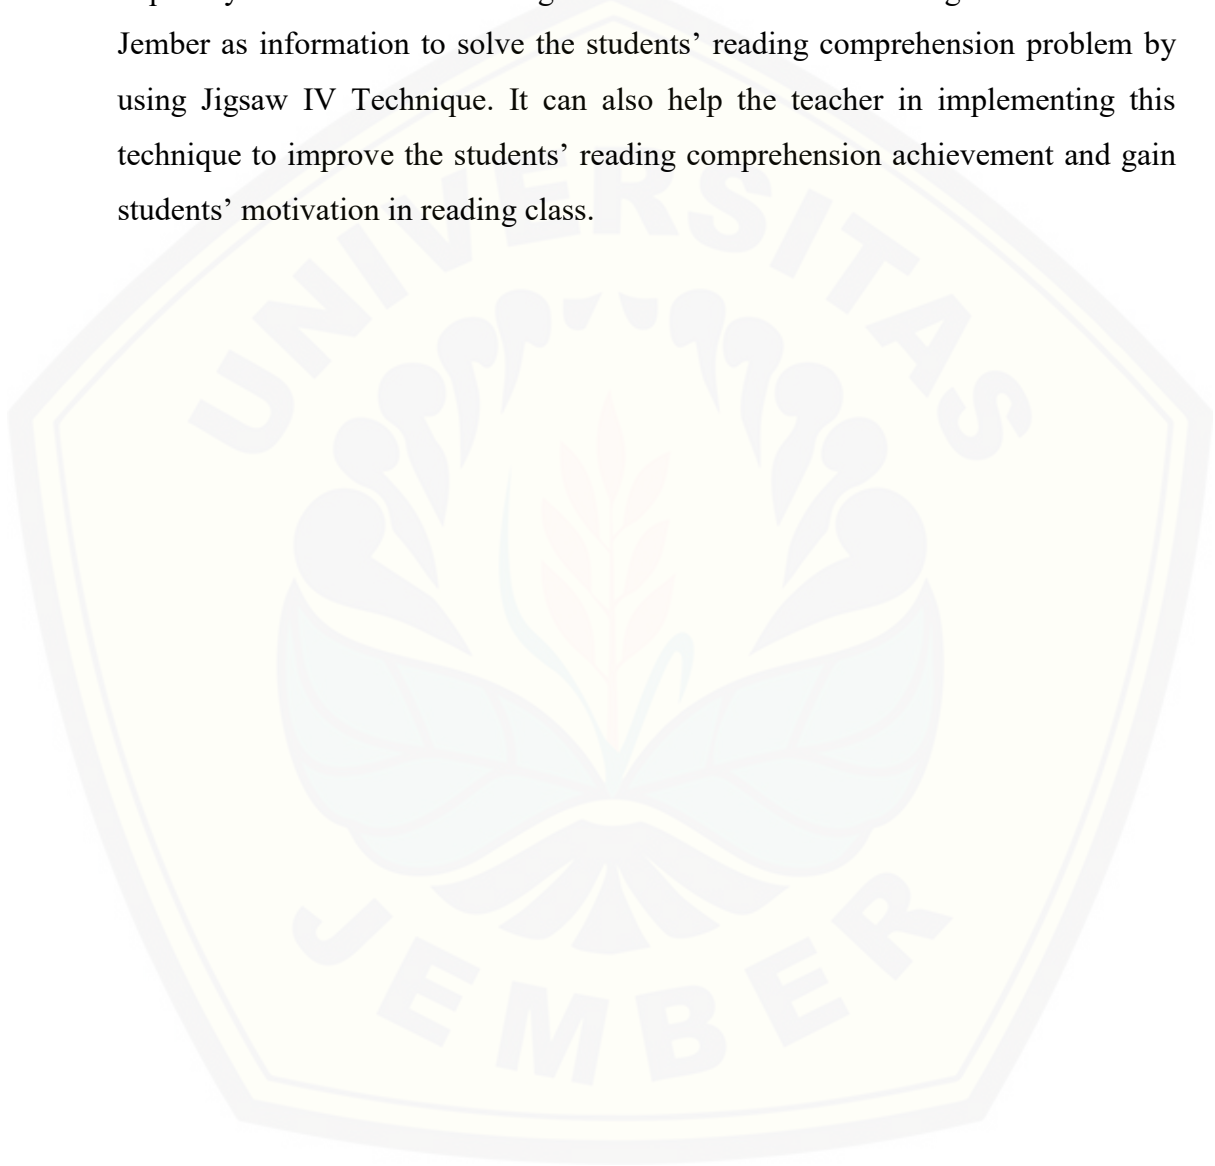 Jember as information to solve the students’ reading comprehension problem by
using Jigsaw IV Technique. It can also help the teacher in implementing this
technique to improve the students’ reading comprehension achievement and gain
students’ motivation in reading class.
UNIVERSITAS
JEMBER